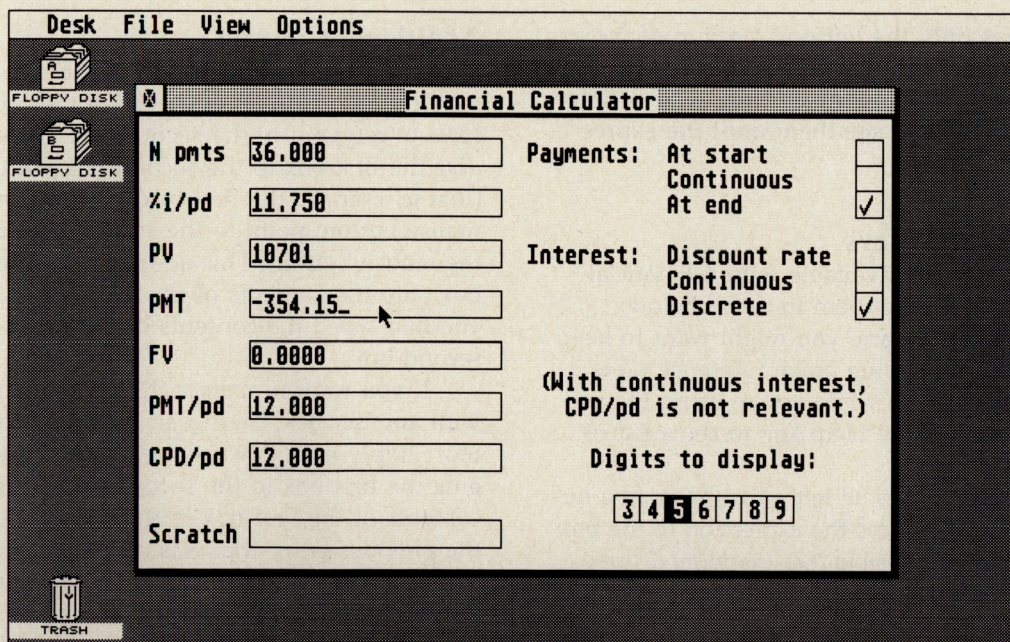 Desk File View Options
A
FLOPPY DISK
B
FLOPPY DISK
TRASH
Financial Calculator
N pmts 36.000
%i/pd 11.750
PV 10701
PMT -354.15_
FV 0.0000
PMT/pd 12.000
CPD/pd 12.000
Scratch
Payments: At start
Continuous
At end
Interest: Discount rate
Continuous
Discrete
(With continuous interest,
CPD/pd is not relevant.)
Digits to display:
3 4 5 6 7 8 9